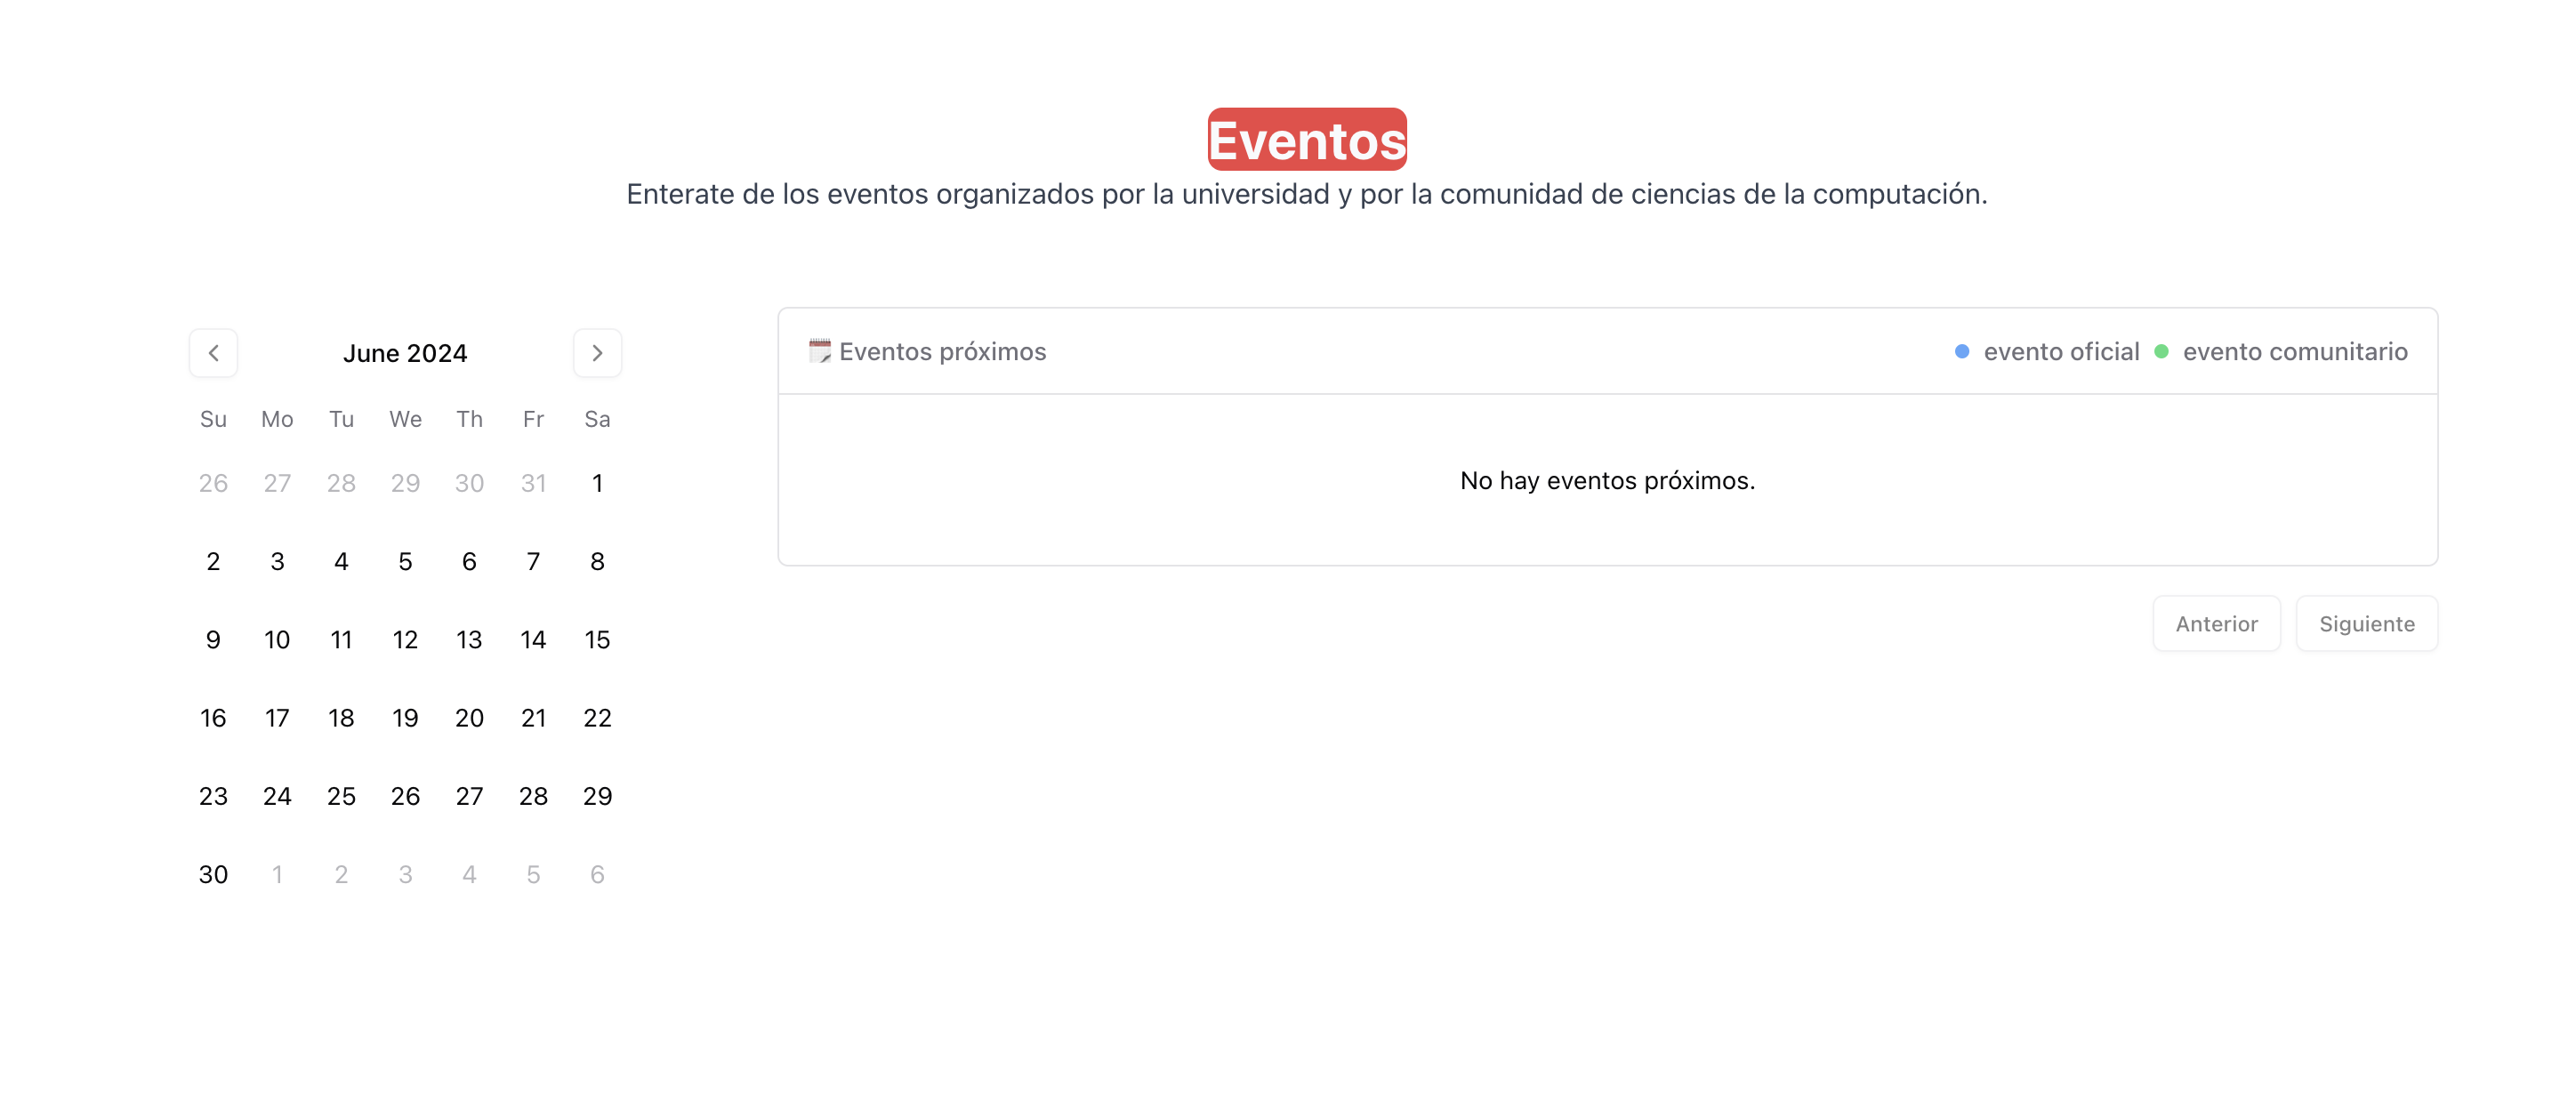 Eventos
Enterate de los eventos organizados por la universidad y por la comunidad de ciencias de la computación.
June 2024
Su Mo Tu We Th Fr Sa
26 27 28 29 30 31 1
2 3 4 5 6 7 8
9 10 11 12 13 14 15
16 17 18 19 20 21 22
23 24 25 26 27 28 29
30 1 2 3 4 5 6
Eventos próximos
evento oficial evento comunitario
No hay eventos próximos.
Anterior Siguiente